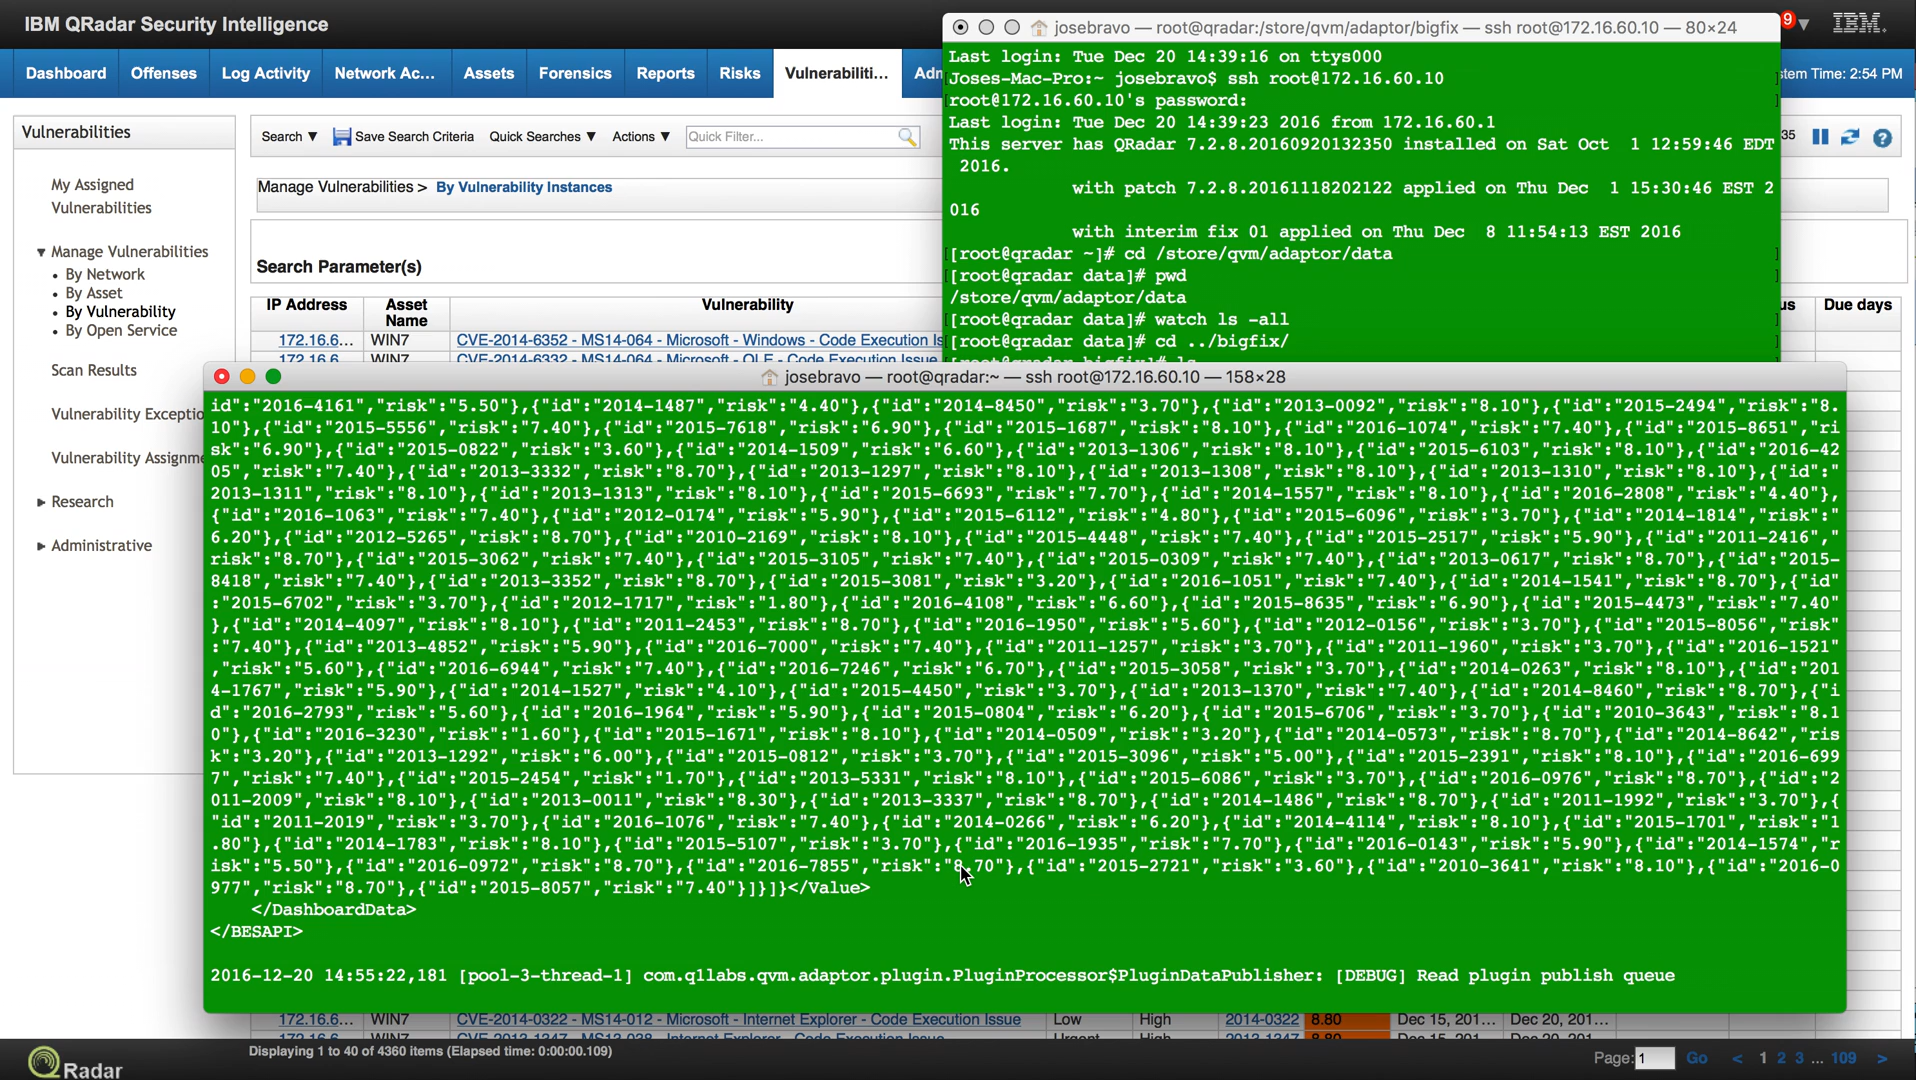 IBM QRadar Security Intelligence
josebravo — root@qradar:/store/qvm/adaptor/bigfix — ssh root@172.16.60.10 — 80×24
9
IBM.
Dashboard
Offenses
Log Activity
Network Ac...
Assets
Forensics
Reports
Risks
Vulnerabiliti...
Adn
stem Time: 2:54 PM
Last login: Tue Dec 20 14:39:16 on ttys000
Joses-Mac-Pro:~ josebravo$ ssh root@172.16.60.10
root@172.16.60.10's password:
Last login: Tue Dec 20 14:39:23 2016 from 172.16.60.1
This server has QRadar 7.2.8.20160920132350 installed on Sat Oct  1 12:59:46 EDT
2016.
with patch 7.2.8.20161118202122 applied on Thu Dec  1 15:30:46 EST 2
016
with interim fix 01 applied on Thu Dec  8 11:54:13 EST 2016
[[root@qradar ~]# cd /store/qvm/adaptor/data
[[root@qradar data]# pwd
/store/qvm/adaptor/data
[[root@qradar data]# watch ls -all
[[root@qradar data]# cd ../bigfix/
[[root@qradar bigfix]# ls
Vulnerabilities
My Assigned
Vulnerabilities
Manage Vulnerabilities
By Network
By Asset
By Vulnerability
By Open Service
Scan Results
Vulnerability Exceptio
Vulnerability Assignme
Research
Administrative
Search
Save Search Criteria
Quick Searches
Actions
Quick Filter...
35
Manage Vulnerabilities > By Vulnerability Instances
Search Parameter(s)
IP Address
Asset
Name
Vulnerability
us
Due days
172.16.6... WIN7 CVE-2014-6352 - MS14-064 - Microsoft - Windows - Code Execution Is
172.16.6 WIN7 CVE-2014-6332 - MS14-064 - Microsoft - OLE - Code Execution Issue
josebravo — root@qradar:~ — ssh root@172.16.60.10 — 158×28
id":"2016-4161","risk":"5.50"},{"id":"2014-1487","risk":"4.40"},{"id":"2014-8450","risk":"3.70"},{"id":"2013-0092","risk":"8.10"},{"id":"2015-2494","risk":"8.
10"},{"id":"2015-5556","risk":"7.40"},{"id":"2015-7618","risk":"6.90"},{"id":"2015-1687","risk":"8.10"},{"id":"2016-1074","risk":"7.40"},{"id":"2015-8651","ri
sk":"6.90"},{"id":"2015-0822","risk":"3.60"},{"id":"2014-1509","risk":"6.60"},{"id":"2013-1306","risk":"8.10"},{"id":"2015-6103","risk":"8.10"},{"id":"2016-42
05","risk":"7.40"},{"id":"2013-3332","risk":"8.70"},{"id":"2013-1297","risk":"8.10"},{"id":"2013-1308","risk":"8.10"},{"id":"2013-1310","risk":"8.10"},{"id":"
2013-1311","risk":"8.10"},{"id":"2013-1313","risk":"8.10"},{"id":"2015-6693","risk":"7.70"},{"id":"2014-1557","risk":"8.10"},{"id":"2016-2808","risk":"4.40"},
{"id":"2016-1063","risk":"7.40"},{"id":"2012-0174","risk":"5.90"},{"id":"2015-6112","risk":"4.80"},{"id":"2015-6096","risk":"3.70"},{"id":"2014-1814","risk":"
6.20"},{"id":"2012-5265","risk":"8.70"},{"id":"2010-2169","risk":"8.10"},{"id":"2015-4448","risk":"7.40"},{"id":"2015-2517","risk":"5.90"},{"id":"2011-2416","
risk":"8.70"},{"id":"2015-3062","risk":"7.40"},{"id":"2015-3105","risk":"7.40"},{"id":"2015-0309","risk":"7.40"},{"id":"2013-0617","risk":"8.70"},{"id":"2015-
8418","risk":"7.40"},{"id":"2013-3352","risk":"8.70"},{"id":"2015-3081","risk":"3.20"},{"id":"2016-1051","risk":"7.40"},{"id":"2014-1541","risk":"8.70"},{"id"
:"2015-6702","risk":"3.70"},{"id":"2012-1717","risk":"1.80"},{"id":"2016-4108","risk":"6.60"},{"id":"2015-8635","risk":"6.90"},{"id":"2015-4473","risk":"7.40"
},{"id":"2014-4097","risk":"8.10"},{"id":"2011-2453","risk":"8.70"},{"id":"2016-1950","risk":"5.60"},{"id":"2012-0156","risk":"3.70"},{"id":"2015-8056","risk"
:"7.40"},{"id":"2013-4852","risk":"5.90"},{"id":"2016-7000","risk":"7.40"},{"id":"2011-1257","risk":"3.70"},{"id":"2011-1960","risk":"3.70"},{"id":"2016-1521"
,"risk":"5.60"},{"id":"2016-6944","risk":"7.40"},{"id":"2016-7246","risk":"6.70"},{"id":"2015-3058","risk":"3.70"},{"id":"2014-0263","risk":"8.10"},{"id":"201
4-1767","risk":"5.90"},{"id":"2014-1527","risk":"4.10"},{"id":"2015-4450","risk":"3.70"},{"id":"2013-1370","risk":"7.40"},{"id":"2014-8460","risk":"8.70"},{"i
d":"2016-2793","risk":"5.60"},{"id":"2016-1964","risk":"5.90"},{"id":"2015-0804","risk":"6.20"},{"id":"2015-6706","risk":"3.70"},{"id":"2010-3643","risk":"8.1
0"},{"id":"2016-3230","risk":"1.60"},{"id":"2015-1671","risk":"8.10"},{"id":"2014-0509","risk":"3.20"},{"id":"2014-0573","risk":"8.70"},{"id":"2014-8642","ris
k":"3.20"},{"id":"2013-1292","risk":"6.00"},{"id":"2015-0812","risk":"3.70"},{"id":"2015-3096","risk":"5.00"},{"id":"2015-2391","risk":"8.10"},{"id":"2016-699
7","risk":"7.40"},{"id":"2015-2454","risk":"1.70"},{"id":"2013-5331","risk":"8.10"},{"id":"2015-6086","risk":"3.70"},{"id":"2016-0976","risk":"8.70"},{"id":"2
011-2009","risk":"8.10"},{"id":"2013-0011","risk":"8.30"},{"id":"2013-3337","risk":"8.70"},{"id":"2014-1486","risk":"8.70"},{"id":"2011-1992","risk":"3.70"},{
"id":"2011-2019","risk":"3.70"},{"id":"2016-1076","risk":"7.40"},{"id":"2014-0266","risk":"6.20"},{"id":"2014-4114","risk":"8.10"},{"id":"2015-1701","risk":"1
.80"},{"id":"2014-1783","risk":"8.10"},{"id":"2015-5107","risk":"3.70"},{"id":"2016-1935","risk":"7.70"},{"id":"2016-0143","risk":"5.90"},{"id":"2014-1574","r
isk":"5.50"},{"id":"2016-0972","risk":"8.70"},{"id":"2016-7855","risk":"8.70"},{"id":"2015-2721","risk":"3.60"},{"id":"2010-3641","risk":"8.10"},{"id":"2016-0
977","risk":"8.70"},{"id":"2015-8057","risk":"7.40"}]}]}</Value>
</DashboardData>
</BESAPI>
2016-12-20 14:55:22,181 [pool-3-thread-1] com.q1labs.qvm.adaptor.plugin.PluginProcessor$PluginDataPublisher: [DEBUG] Read plugin publish queue
172.16.6... WIN7 CVE-2014-0322 - MS14-012 - Microsoft - Internet Explorer - Code Execution Issue Low High 2014-0322 8.80 Dec 15, 201... Dec 20, 201...
Displaying 1 to 40 of 4360 items (Elapsed time: 0:00:00.109)
Page: 1 Go < 1 2 3 ... 109 >
QRadar